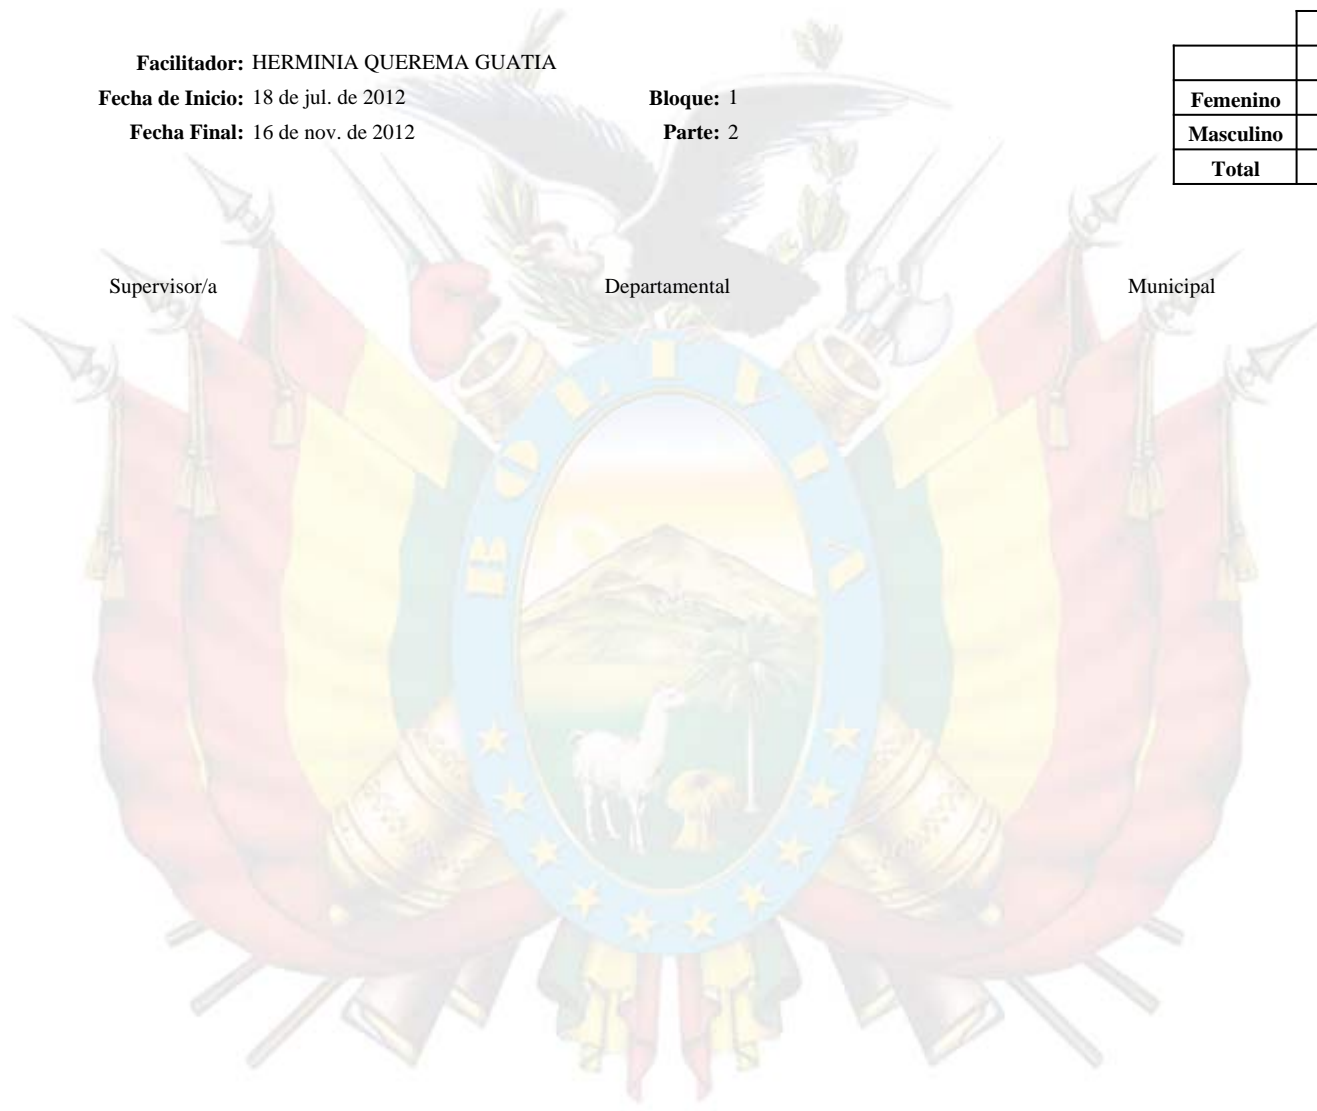 Facilitador: HERMINIA QUEREMA GUATIA
Fecha de Inicio: 18 de jul. de 2012 Bloque: 1
Femenino
Fecha Final: 16 de nov. de 2012 Parte: 2
Masculino
Total
Supervisor/a Departamental Municipal
BOLIVIA